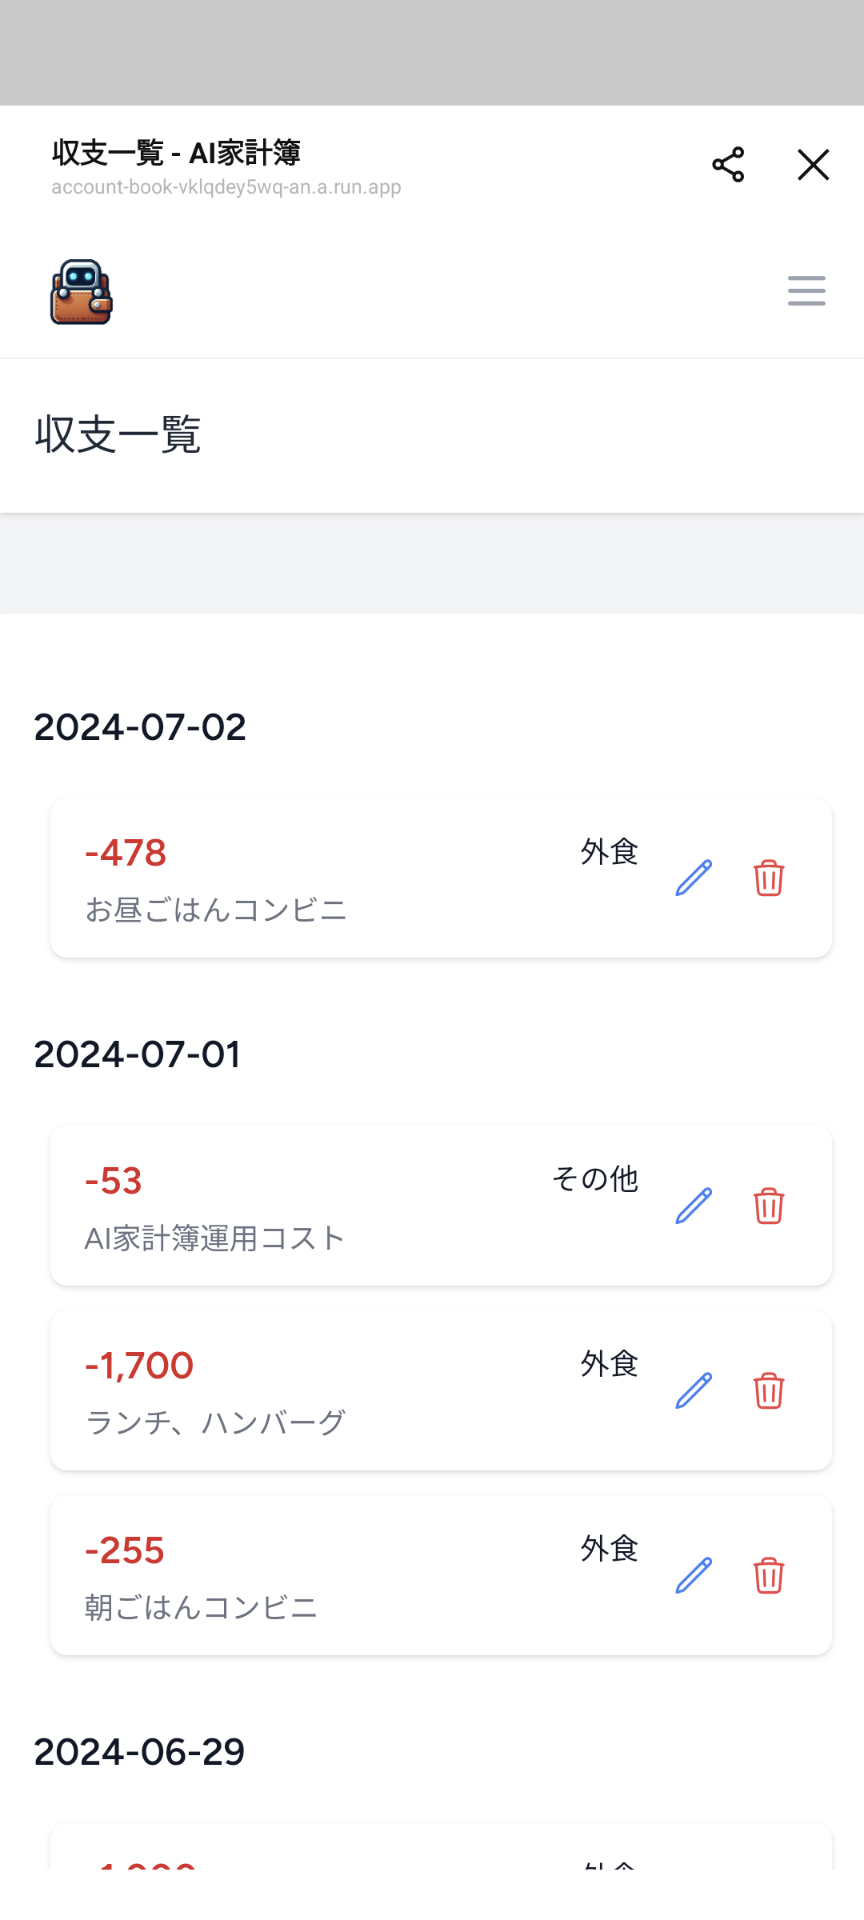 収支一覧 - AI家計簿
account-book-vklqdey5wq-an.a.run.app
収支一覧
2024-07-02
-478
外食
お昼ごはんコンビニ
2024-07-01
-53
その他
AI家計簿運用コスト
-1,700
外食
ランチ、ハンバーグ
-255
外食
朝ごはんコンビニ
2024-06-29